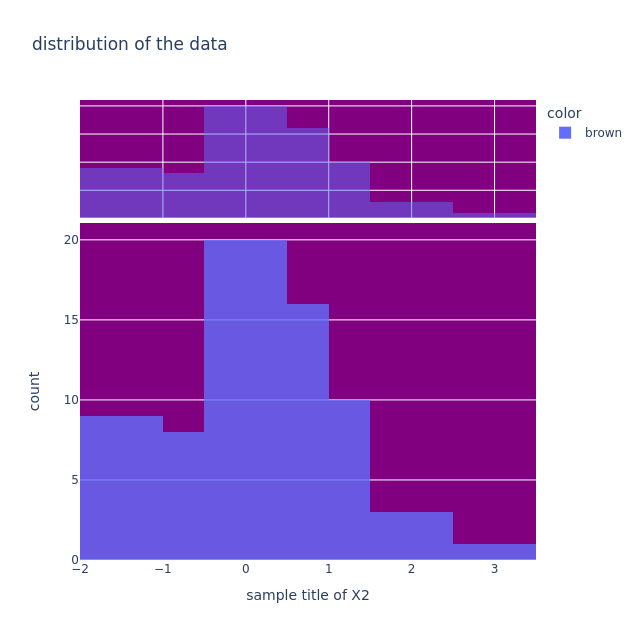 distribution of the data
color
brown
20
15
10
5
0
count
−2
−1
0
1
2
3
sample title of X2